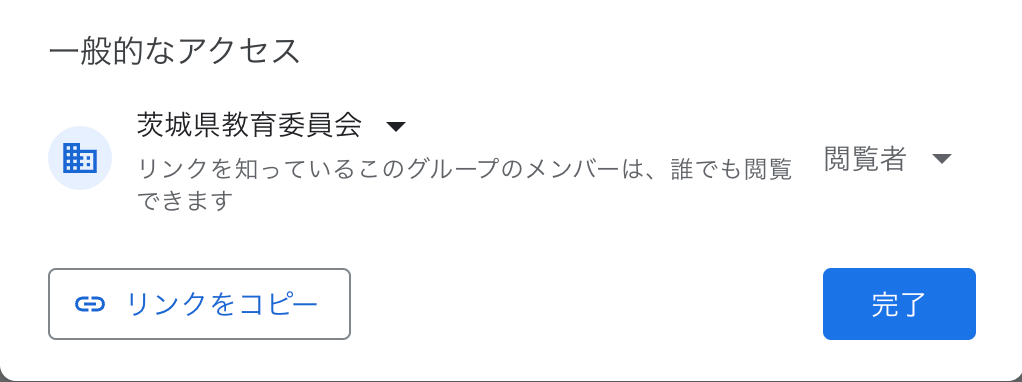 一般的なアクセス
茨城県教育委員会
リンクを知っているこのグループのメンバーは、誰でも閲覧
できます
閲覧者
リンクをコピー
完了